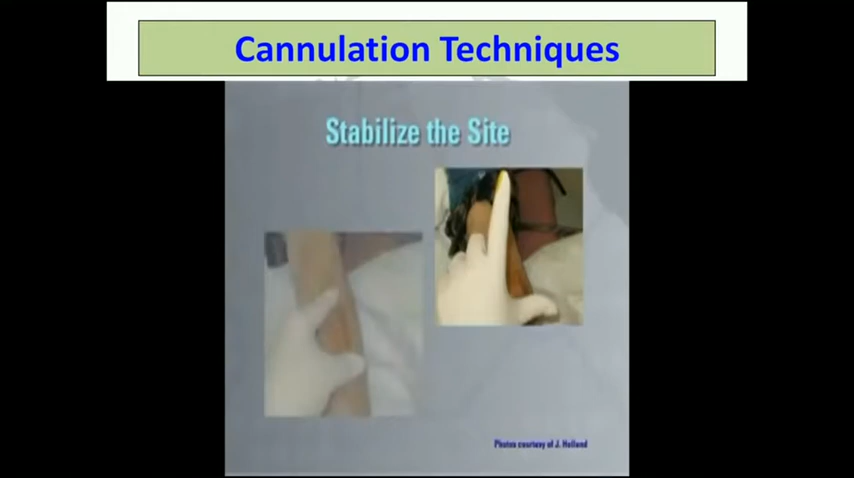 Cannulation Techniques
Stabilize the Site
Photos courtesy of J. Holland